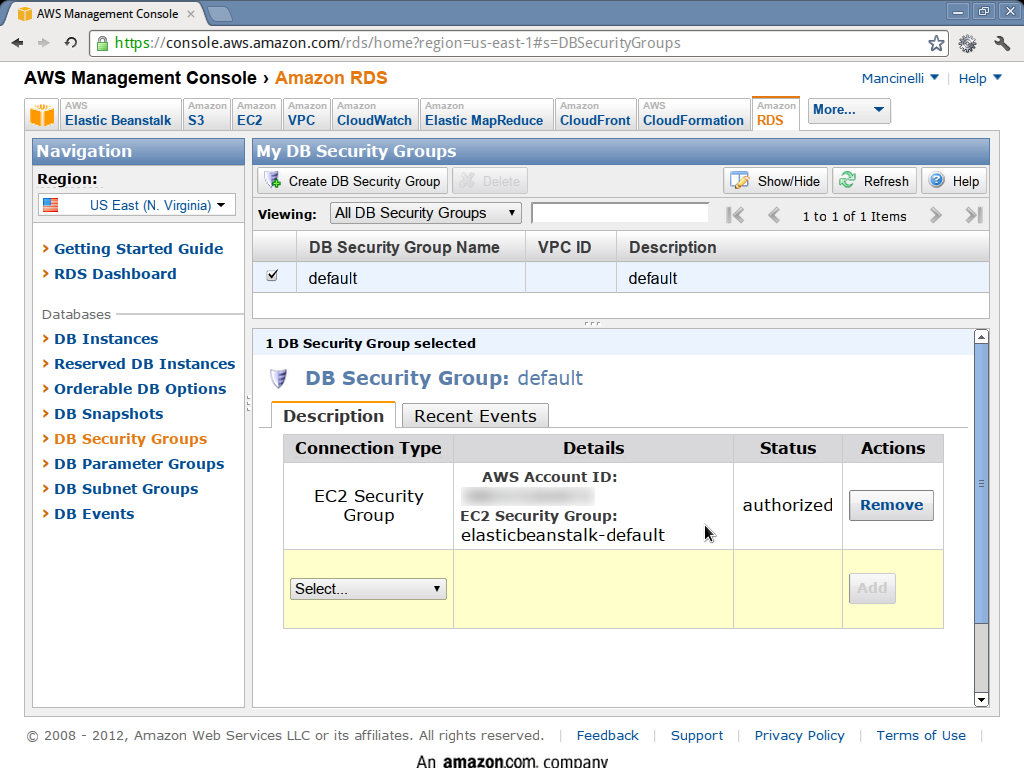 AWS Management Console
https://console.aws.amazon.com/rds/home?region=us-east-1#s=DBSecurityGroups
AWS Management Console › Amazon RDS
Mancinelli | Help
AWS Elastic Beanstalk
Amazon S3
Amazon EC2
Amazon VPC
Amazon CloudWatch
Amazon Elastic MapReduce
Amazon CloudFront
AWS CloudFormation
Amazon RDS
More...
Navigation
Region:
US East (N. Virginia)
Getting Started Guide
RDS Dashboard
Databases
DB Instances
Reserved DB Instances
Orderable DB Options
DB Snapshots
DB Security Groups
DB Parameter Groups
DB Subnet Groups
DB Events
My DB Security Groups
Create DB Security Group Delete Show/Hide Refresh Help
Viewing: All DB Security Groups 1 to 1 of 1 Items
DB Security Group Name VPC ID Description
default default
1 DB Security Group selected
DB Security Group: default
Description Recent Events
Connection Type Details Status Actions
EC2 Security Group
AWS Account ID:
EC2 Security Group:
elasticbeanstalk-default
authorized
Remove
Select... Add
© 2008 - 2012, Amazon Web Services LLC or its affiliates. All rights reserved. | Feedback | Support | Privacy Policy | Terms of Use |
An amazon.com. company